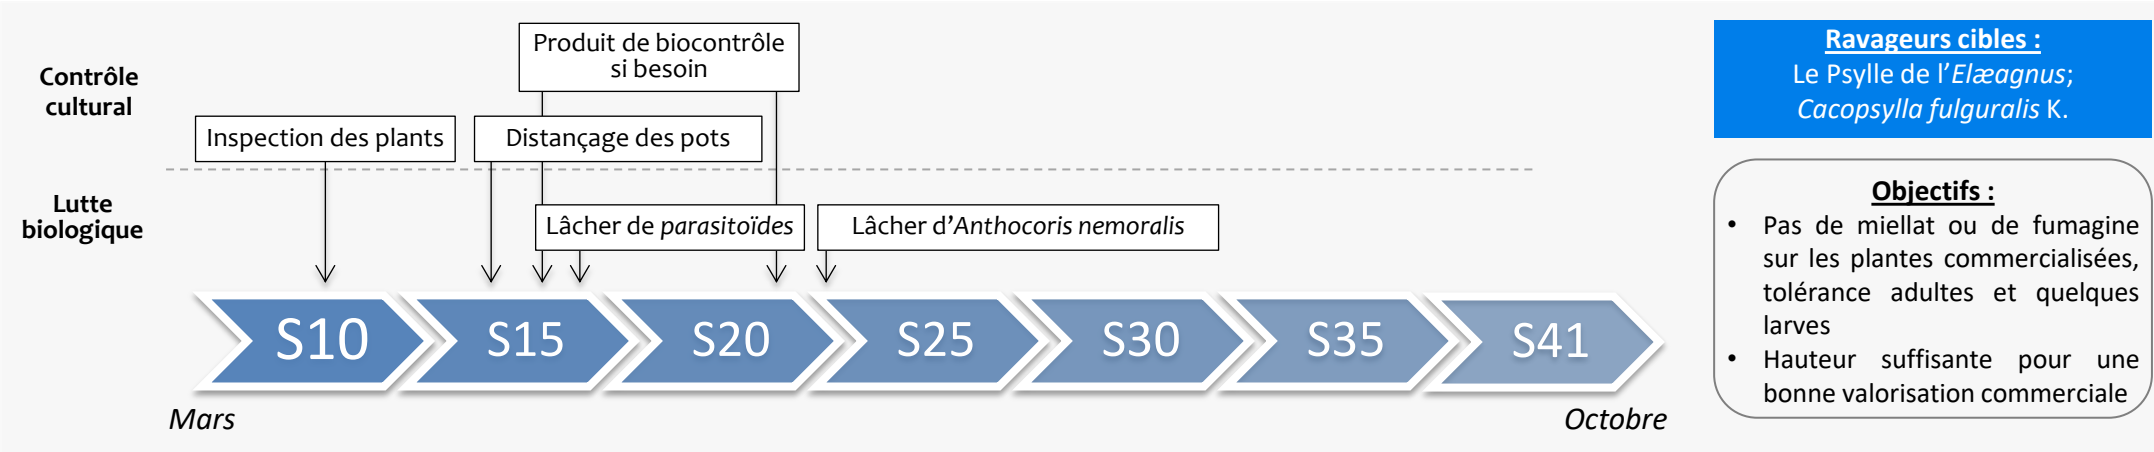 Produit de biocontrôle
si besoin
Contrôle
cultural
Inspection des plants
Distançage des pots
Lutte
biologique
Lâcher de parasitoïdes
Lâcher d’Anthocoris nemoralis
S10
S15
S20
S25
S30
S35
S41
Mars
Octobre
Ravageurs cibles :
Le Psylle de l’Elæagnus;
Cacopsylla fulguralis K.
Objectifs :
• Pas de miellat ou de fumagine
sur les plantes commercialisées,
tolérance adultes et quelques
larves
• Hauteur suffisante pour une
bonne valorisation commerciale